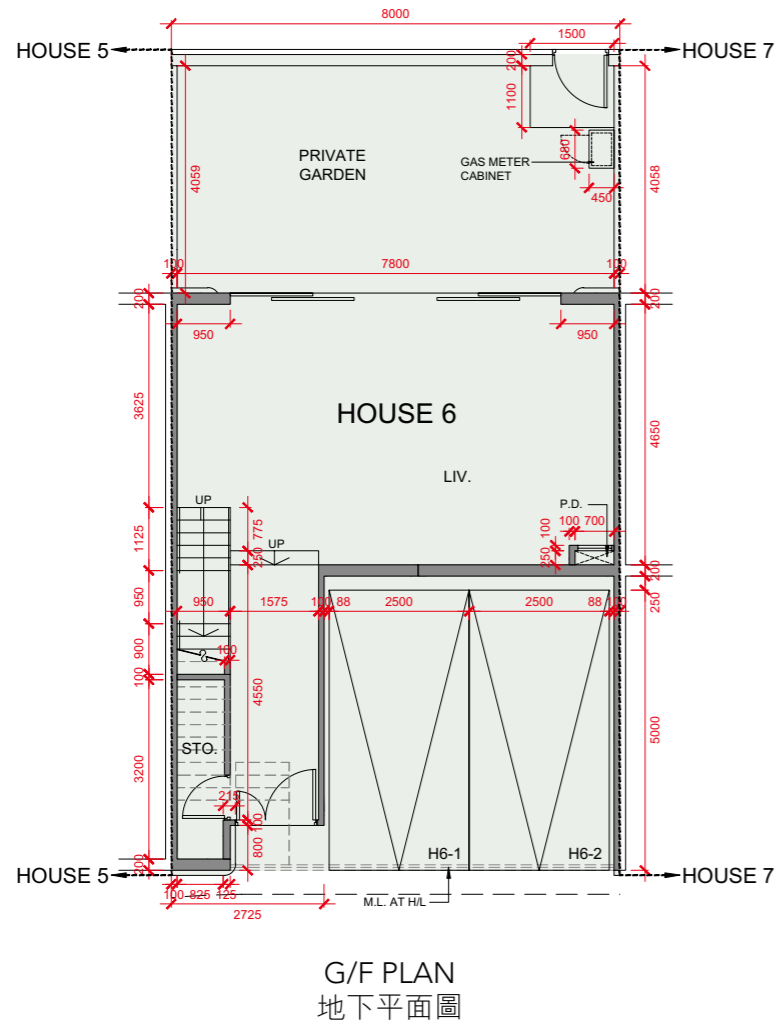 8000
HOUSE 5
HOUSE 7
1500
200
1100
PRIVATE
GARDEN
GAS METER
CABINET
680
450
4059
4058
100
7800
100
200
200
950
950
3625
HOUSE 6
4650
LIV.
UP
P.D.
775
UP
100
700
100
250
250
1125
200
250
950
950
1575
100
88
2500
2500
88
100
900
100
100
4550
5000
STO.
3200
215
100
800
H6-1
H6-2
200
HOUSE 5
HOUSE 7
100
825
125
M.L. AT H/L
2725
G/F PLAN
地下平面圖